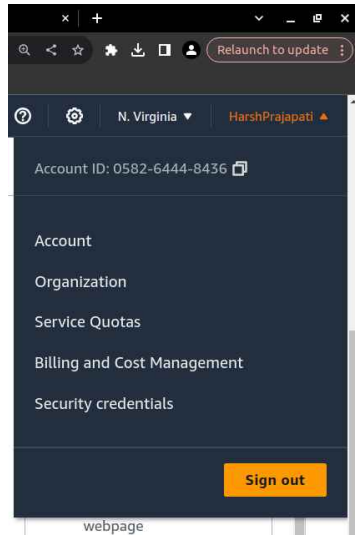 Relaunch to update
N. Virginia ▼ HarshPrajapati ▲
Account ID: 0582-6444-8436
Account
Organization
Service Quotas
Billing and Cost Management
Security credentials
Sign out
webpage